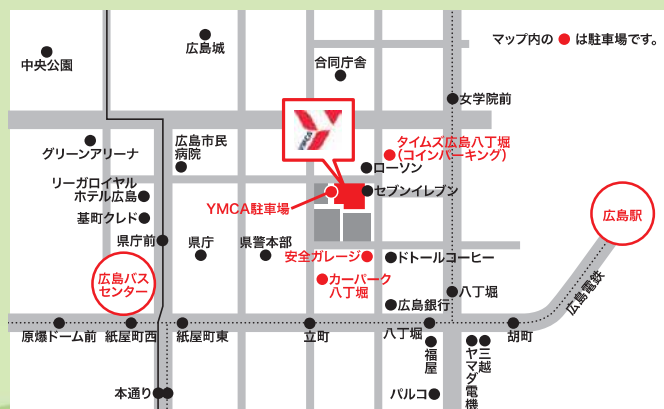 マップ内の ● は駐車場です。
広島城
中央公園
合同庁舎
女学院前
YMCA
グリーンアリーナ
広島市民
病院
タイムズ広島八丁堀
(コインパーキング)
ローソン
リーガロイヤル
ホテル広島
セブンイレブン
YMCA駐車場
基町クレド
広島駅
県庁前
県庁
県警本部
安全ガレージ
ドトールコーヒー
広島バス
センター
カーパーク
八丁堀
八丁堀
広島電鉄
広島銀行
原爆ドーム前
紙屋町西
紙屋町東
立町
八丁堀
胡町
福屋
ヤマダ電機
三越
本通り
パルコ